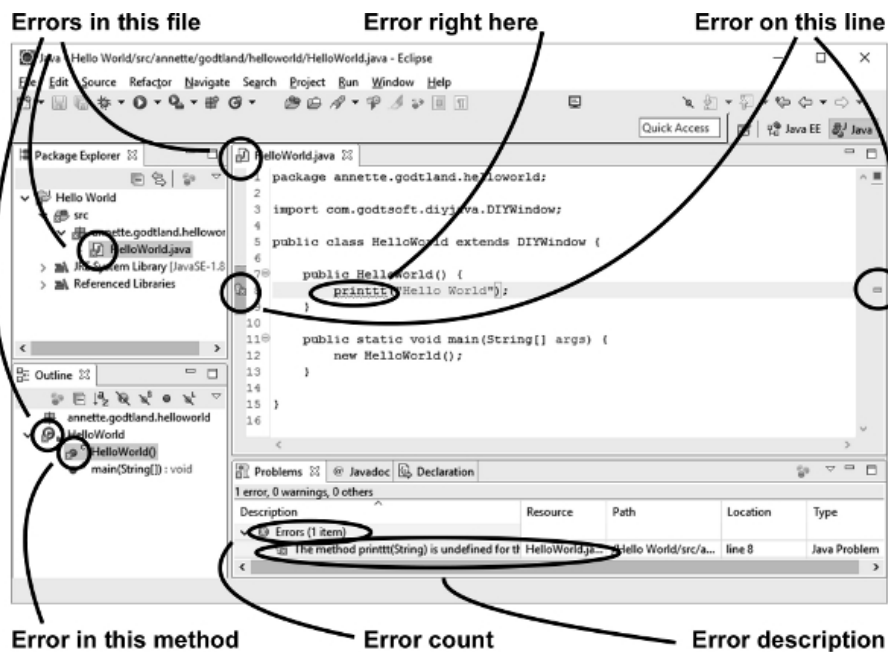 Errors in this file
Error right here
Error on this line
Java - Hello World/src/annette/godtland/helloworld/HelloWorld.java - Eclipse
File Edit Source Refactor Navigate Search Project Run Window Help
Quick Access
Java EE
Java
Package Explorer
Hello World
src
annette.godtland.hellowor
HelloWorld.java
JRE System Library [JavaSE-1.8
Referenced Libraries
HelloWorld.java
1 package annette.godtland.helloworld;
2
3 import com.godtsoft.diyjava.DIYWindow;
4
5 public class HelloWorld extends DIYWindow {
6
7 public HelloWorld() {
printtt("Hello World");
9 }
10
11 public static void main(String[] args) {
12 new HelloWorld();
13 }
14
15 }
16
Outline
annette.godtland.helloworld
HelloWorld
HelloWorld()
main(String[]) : void
Problems @ Javadoc Declaration
1 error, 0 warnings, 0 others
Description Resource Path Location Type
Errors (1 item)
The method printtt(String) is undefined for th HelloWorld.ja... /Hello World/src/a... line 8 Java Problem
Error in this method
Error count
Error description